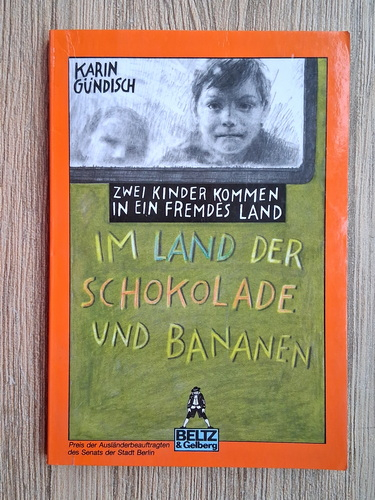 KARIN
GÜNDISCH
ZWEI KINDER KOMMEN
IN EIN FREMDES LAND
IM LAND DER
SCHOKOLADE
UND BANANEN
BELTZ
& Gelberg
Preis der Ausländerbeauftragten
des Senats der Stadt Berlin